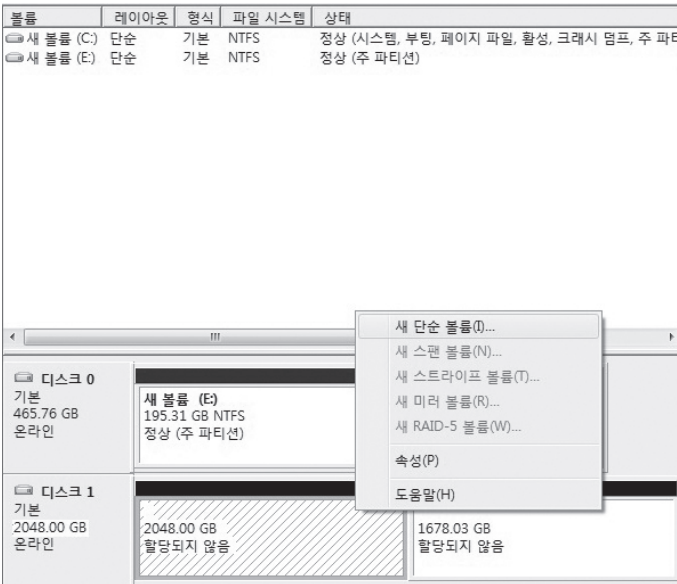 볼륨 레이아웃 형식 파일 시스템 상태
새 볼륨 (C:) 단순 기본 NTFS 정상 (시스템, 부팅, 페이지 파일, 활성, 크래시 덤프, 주 파티
새 볼륨 (E:) 단순 기본 NTFS 정상 (주 파티션)
새 단순 볼륨(I)...
새 스팬 볼륨(N)...
새 스트라이프 볼륨(T)...
새 미러 볼륨(R)...
새 RAID-5 볼륨(W)...
속성(P)
도움말(H)
디스크 0
기본
465.76 GB
온라인
새 볼륨 (E:)
195.31 GB NTFS
정상 (주 파티션)
디스크 1
기본
2048.00 GB
온라인
2048.00 GB
할당되지 않음
1678.03 GB
할당되지 않음